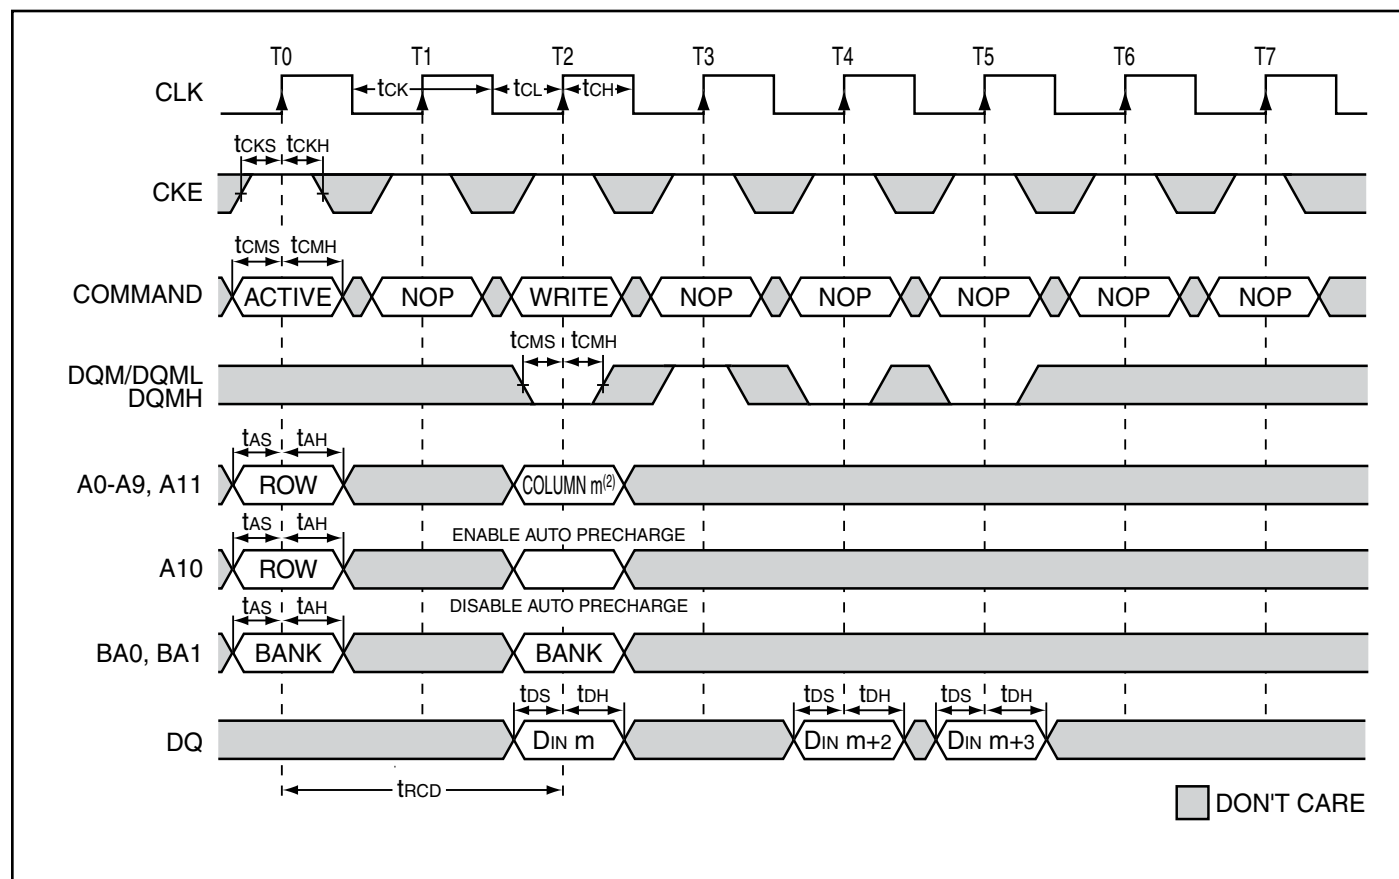 T0 T1 T2 T3 T4 T5 T6 T7
CLK tCK tCL tCH
tCKS tCKH
CKE
tCMS tCMH
COMMAND ACTIVE NOP WRITE NOP NOP NOP NOP NOP
tCMS tCMH
DQM/DQML
DQMH
tAS tAH
A0-A9, A11 ROW COLUMN m(2)
tAS tAH ENABLE AUTO PRECHARGE
A10 ROW
tAS tAH DISABLE AUTO PRECHARGE
BA0, BA1 BANK BANK
tDS tDH tDS tDH tDS tDH
DQ DIN m DIN m+2 DIN m+3
tRCD
DON'T CARE